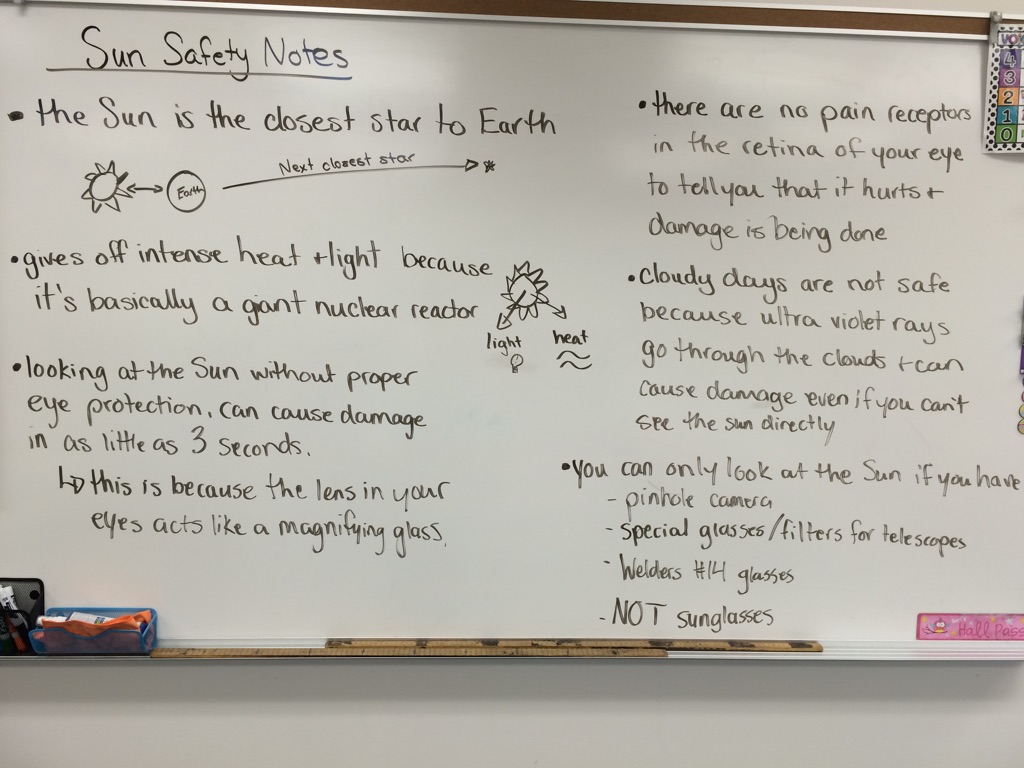 Sun Safety Notes
• the Sun is the closest star to Earth
Earth
Next closest star
• gives off intense heat + light because
it's basically a giant nuclear reactor
light
heat
• looking at the Sun without proper
eye protection, can cause damage
in as little as 3 seconds.
↳ this is because the lens in your
eyes acts like a magnifying glass.
• there are no pain receptors
in the retina of your eye
to tell you that it hurts +
damage is being done
• cloudy days are not safe
because ultra violet rays
go through the clouds + can
cause damage even if you can't
see the sun directly
• you can only look at the Sun if you have
- pinhole camera
- special glasses/filters for telescopes
- Welders #14 glasses
- NOT sunglasses
4
3
2
1
0
Hall Pass